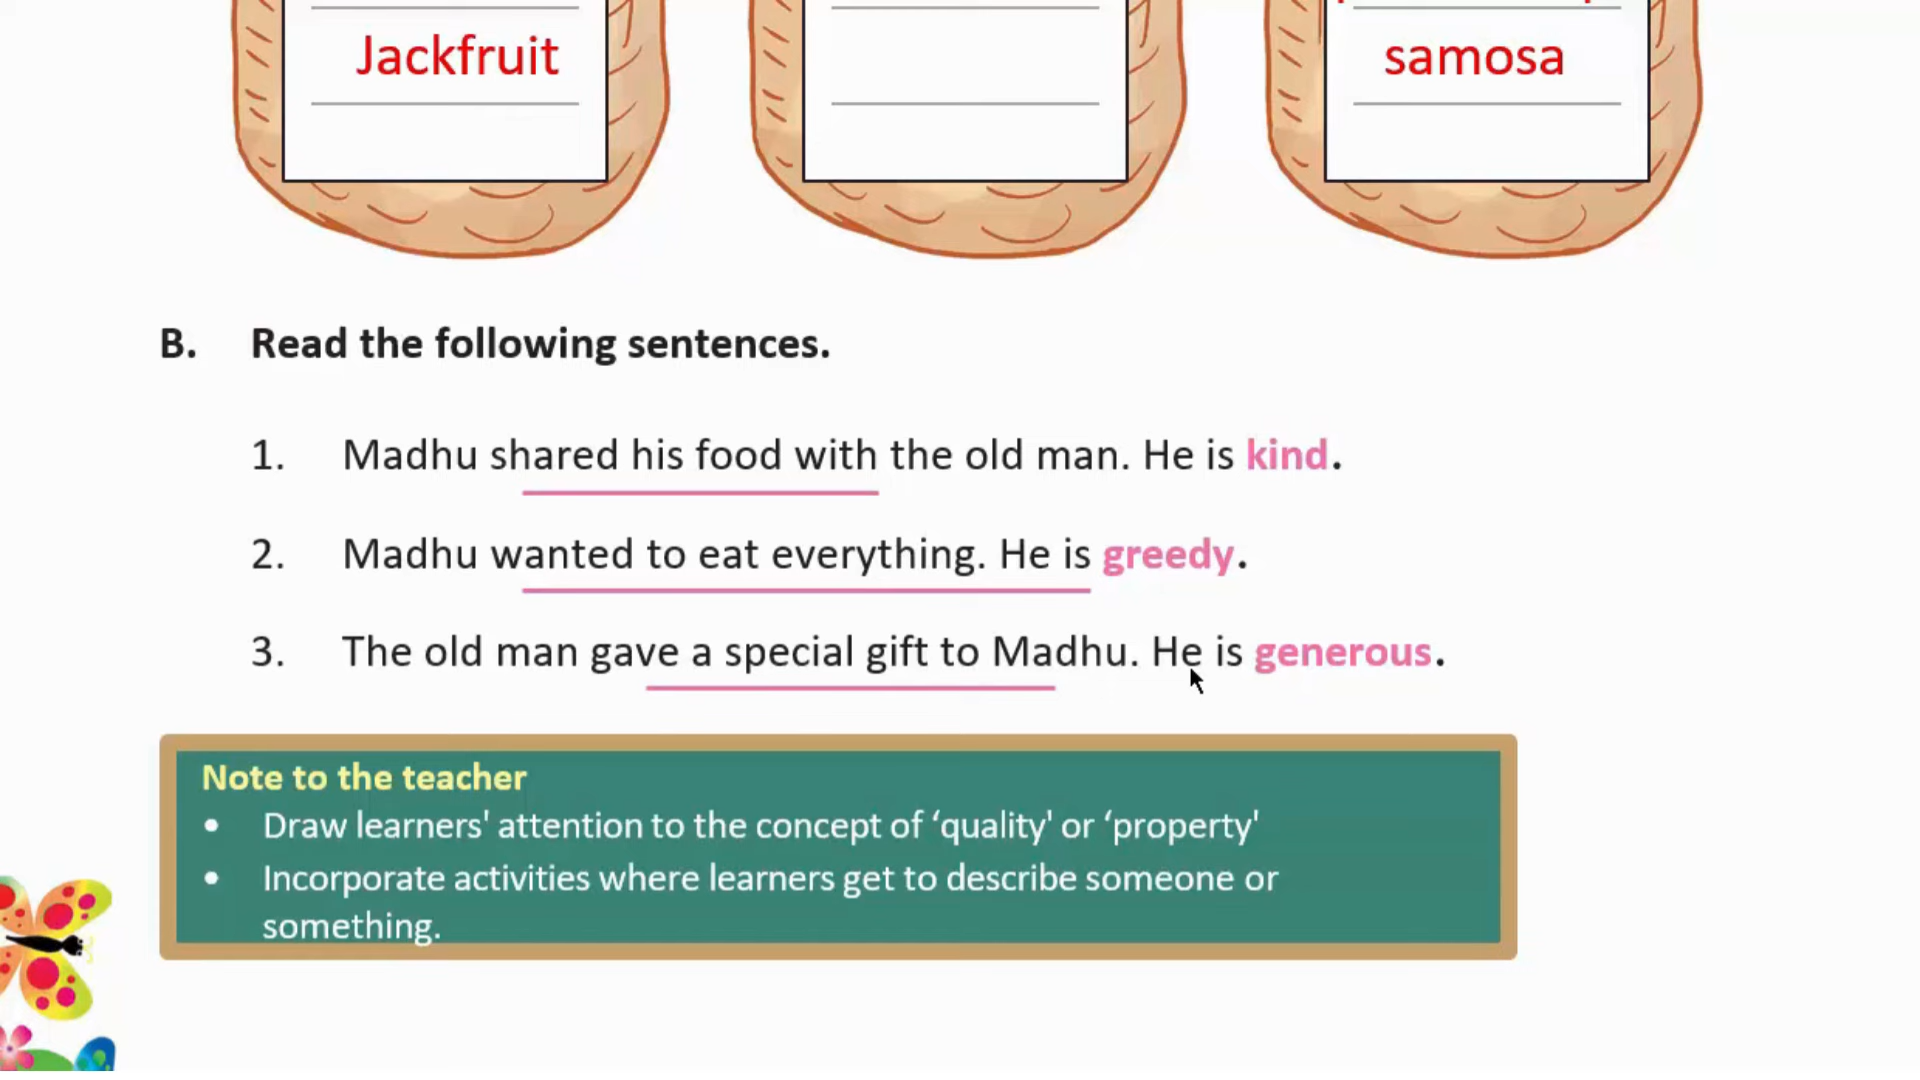 Jackfruit
samosa
B. Read the following sentences.
1. Madhu shared his food with the old man. He is kind.
2. Madhu wanted to eat everything. He is greedy.
3. The old man gave a special gift to Madhu. He is generous.
Note to the teacher
• Draw learners' attention to the concept of ‘quality' or ‘property'
• Incorporate activities where learners get to describe someone or
something.